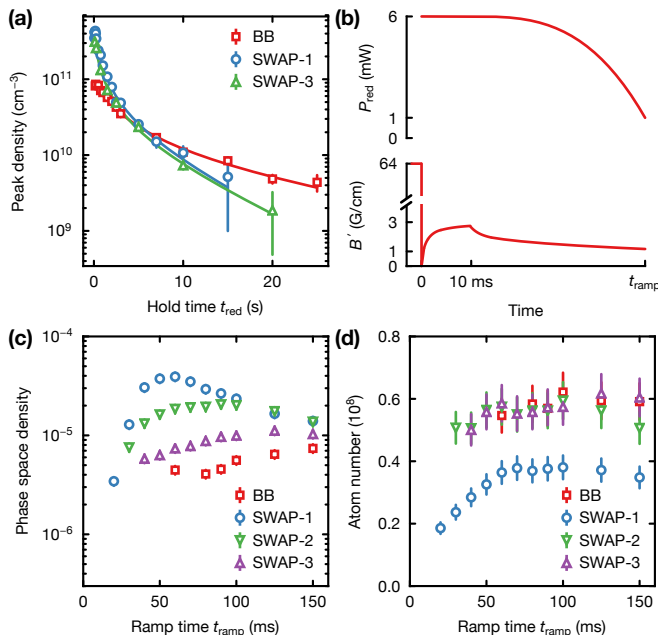 (a)
BB
SWAP-1
SWAP-3
10¹¹
10¹⁰
10⁹
Peak density (cm⁻³)
0
10
20
Hold time t_red (s)
(b)
6
1
0
P_red (mW)
64
3
1
0
B′ (G/cm)
0
10 ms
t_ramp
Time
(c)
10⁻⁴
10⁻⁵
10⁻⁶
Phase space density
BB
SWAP-1
SWAP-2
SWAP-3
0
50
100
150
Ramp time t_ramp (ms)
(d)
0.8
0.6
0.4
0.2
0.0
Atom number (10⁸)
BB
SWAP-1
SWAP-2
SWAP-3
0
50
100
150
Ramp time t_ramp (ms)